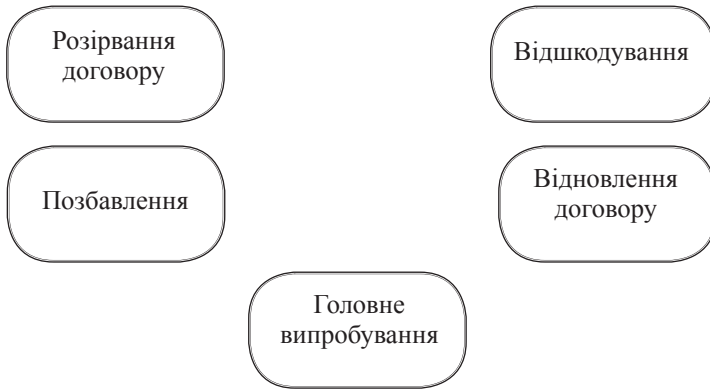 Розірвання
договору
Відшкодування
Позбавлення
Відновлення
договору
Головне
випробування